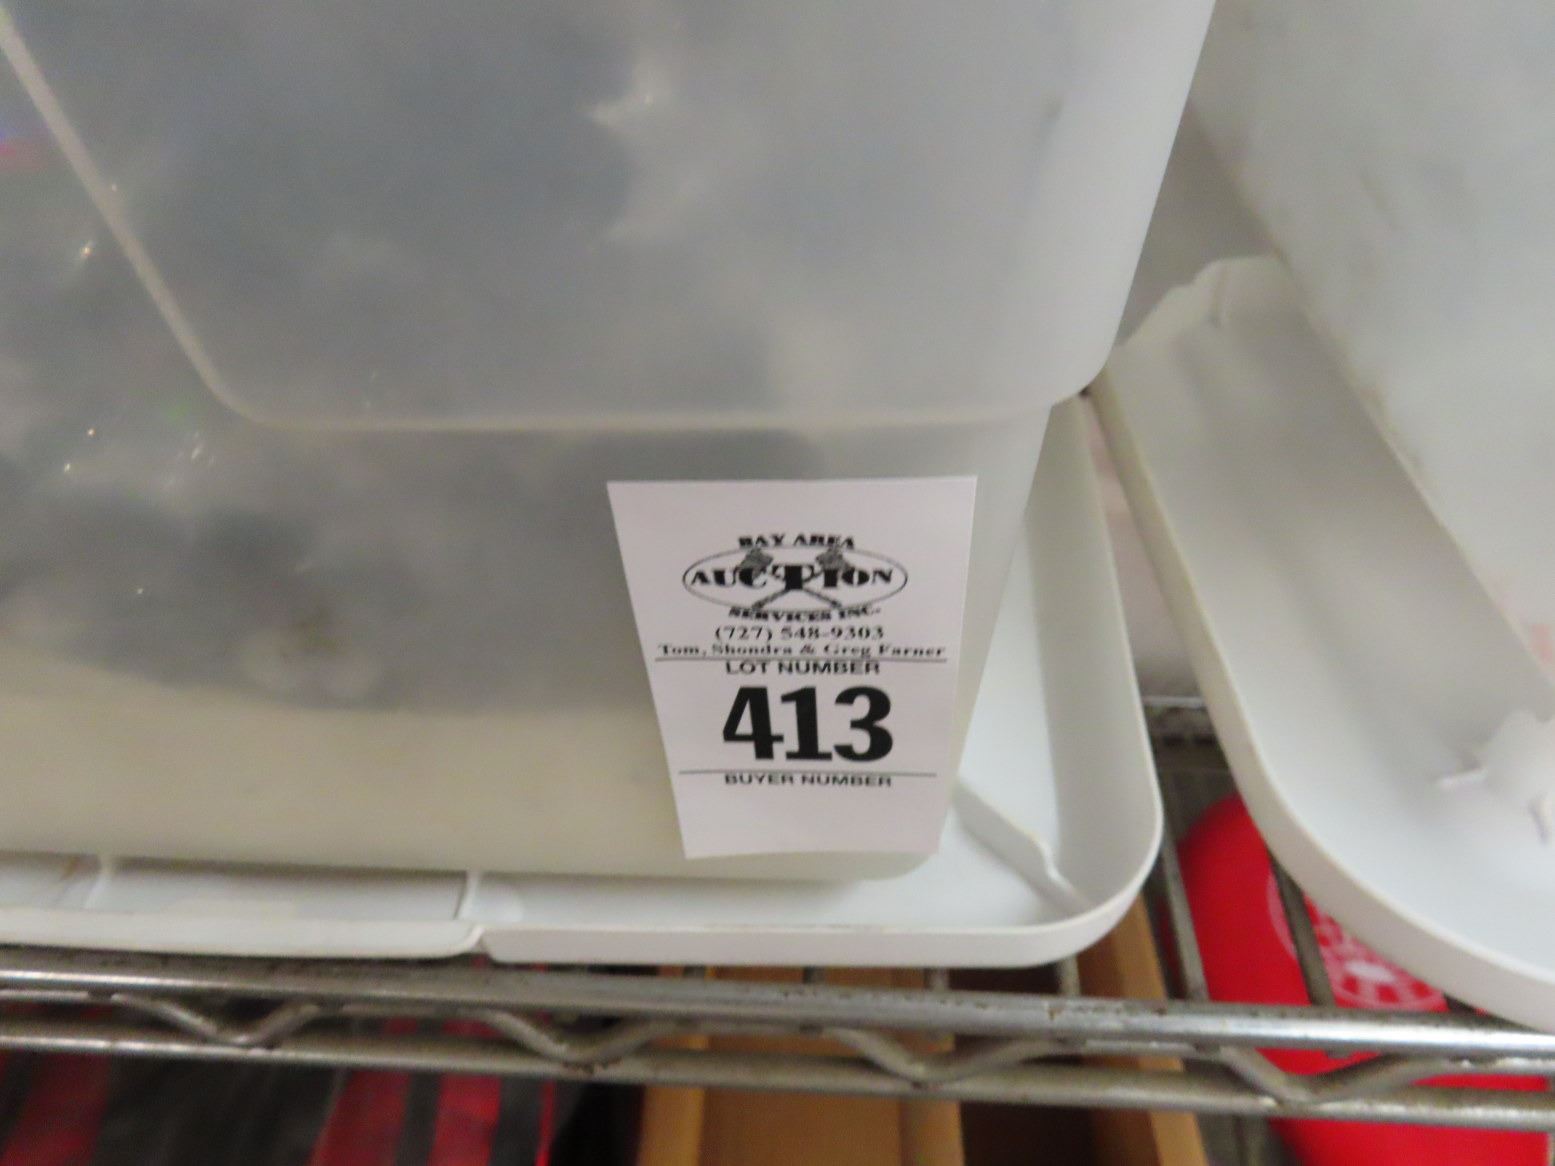 BAY AREA
AUCTION
SERVICES INC.
(727) 548-9303
Tom, Shondra & Greg Farner
LOT NUMBER
413
BUYER NUMBER